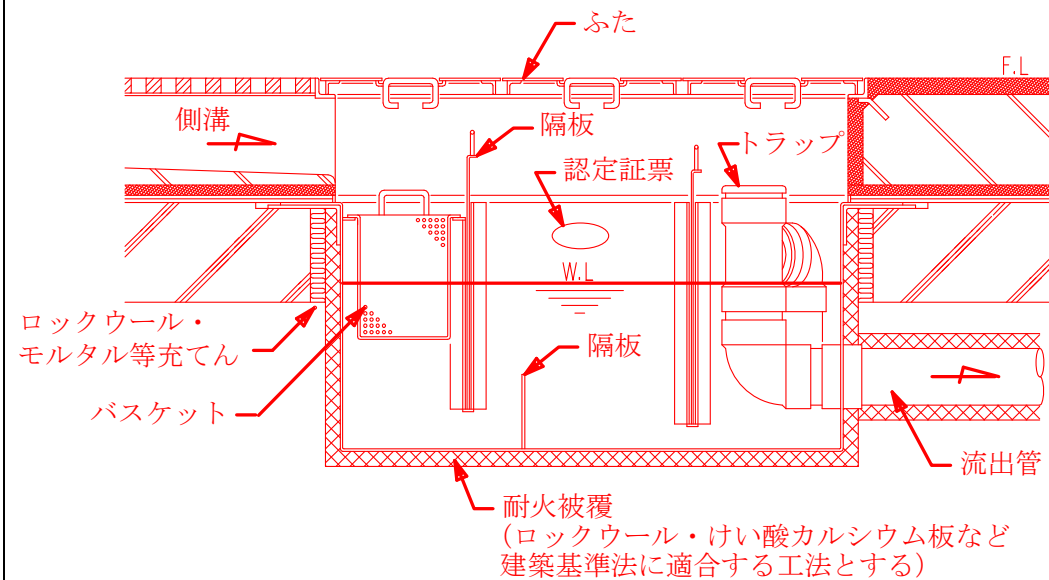 ふた
F.L
側溝
隔板
トラップ
認定証票
W.L
ロックウール・
モルタル等充てん
隔板
バスケット
流出管
耐火被覆
(ロックウール・けい酸カルシウム板など
建築基準法に適合する工法とする)